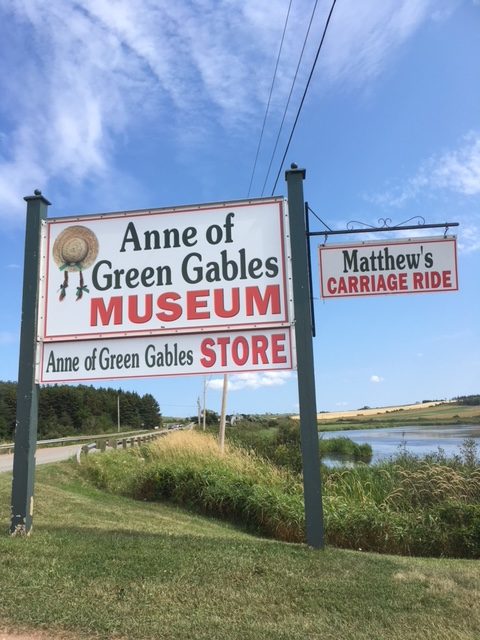 Anne of
Green Gables
MUSEUM
Anne of Green Gables STORE
Matthew's
CARRIAGE RIDE